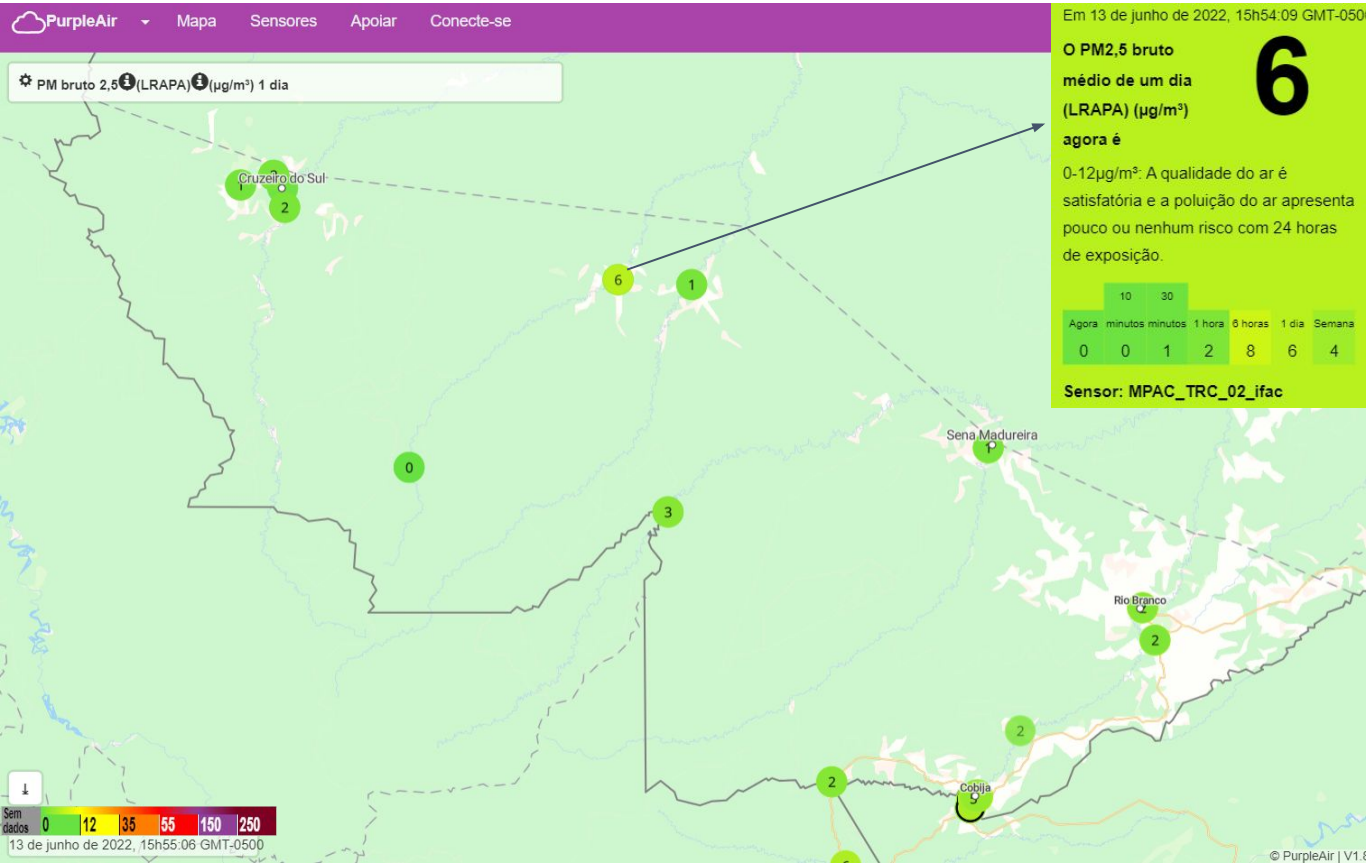 PurpleAir Mapa Sensores Apoiar Conecte-se
PM bruto 2,5 (LRAPA) (µg/m³) 1 dia
Em 13 de junho de 2022, 15h54:09 GMT-0500
O PM2,5 bruto
médio de um dia
(LRAPA) (µg/m³)
agora é
6
0-12µg/m³: A qualidade do ar é
satisfatória e a poluição do ar apresenta
pouco ou nenhum risco com 24 horas
de exposição.
10 30
Agora minutos minutos 1 hora 6 horas 1 dia Semana
0 0 1 2 8 6 4
Sensor: MPAC_TRC_02_ifac
Cruzeiro do Sul
2
6
1
Sena Madureira
0
3
Rio Branco
2
2
2
Cobija
Sem
dados 0 12 35 55 150 250
13 de junho de 2022, 15h55:06 GMT-0500
© PurpleAir | V1.8